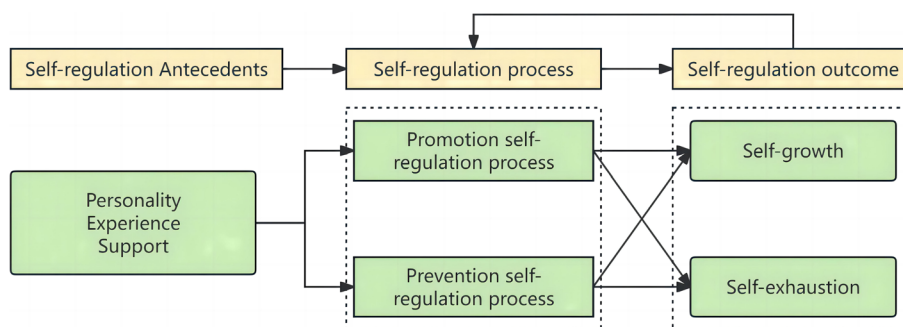 Self-regulation Antecedents
Self-regulation process
Self-regulation outcome
Promotion self-
regulation process
Self-growth
Personality
Experience
Support
Prevention self-
regulation process
Self-exhaustion